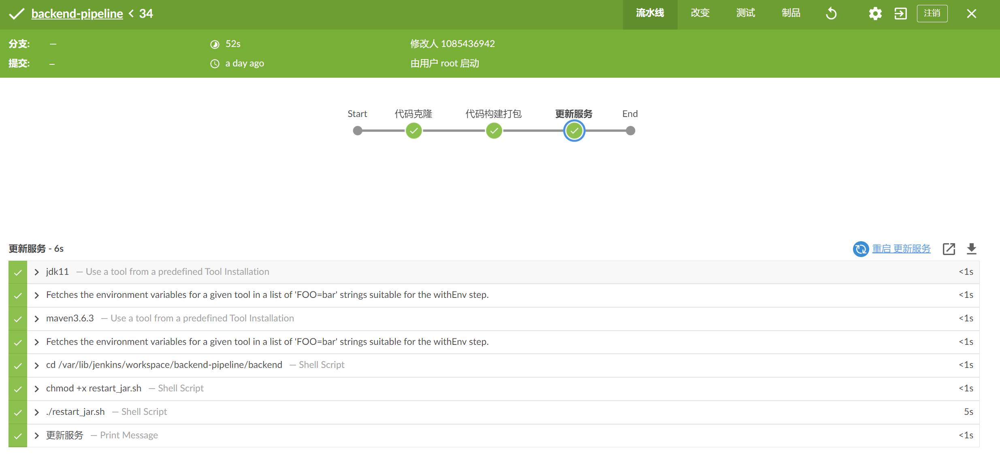 backend-pipeline < 34 流水线 改变 测试 制品 注销
分支: — 52s 修改人 1085436942
提交: – a day ago 由用户 root 启动
Start 代码克隆 代码构建打包 更新服务 End
更新服务 - 6s 重启 更新服务
jdk11 — Use a tool from a predefined Tool Installation <1s
Fetches the environment variables for a given tool in a list of 'FOO=bar' strings suitable for the withEnv step. <1s
maven3.6.3 — Use a tool from a predefined Tool Installation <1s
Fetches the environment variables for a given tool in a list of 'FOO=bar' strings suitable for the withEnv step. <1s
cd /var/lib/jenkins/workspace/backend-pipeline/backend — Shell Script <1s
chmod +x restart_jar.sh — Shell Script <1s
./restart_jar.sh — Shell Script 5s
更新服务 — Print Message <1s